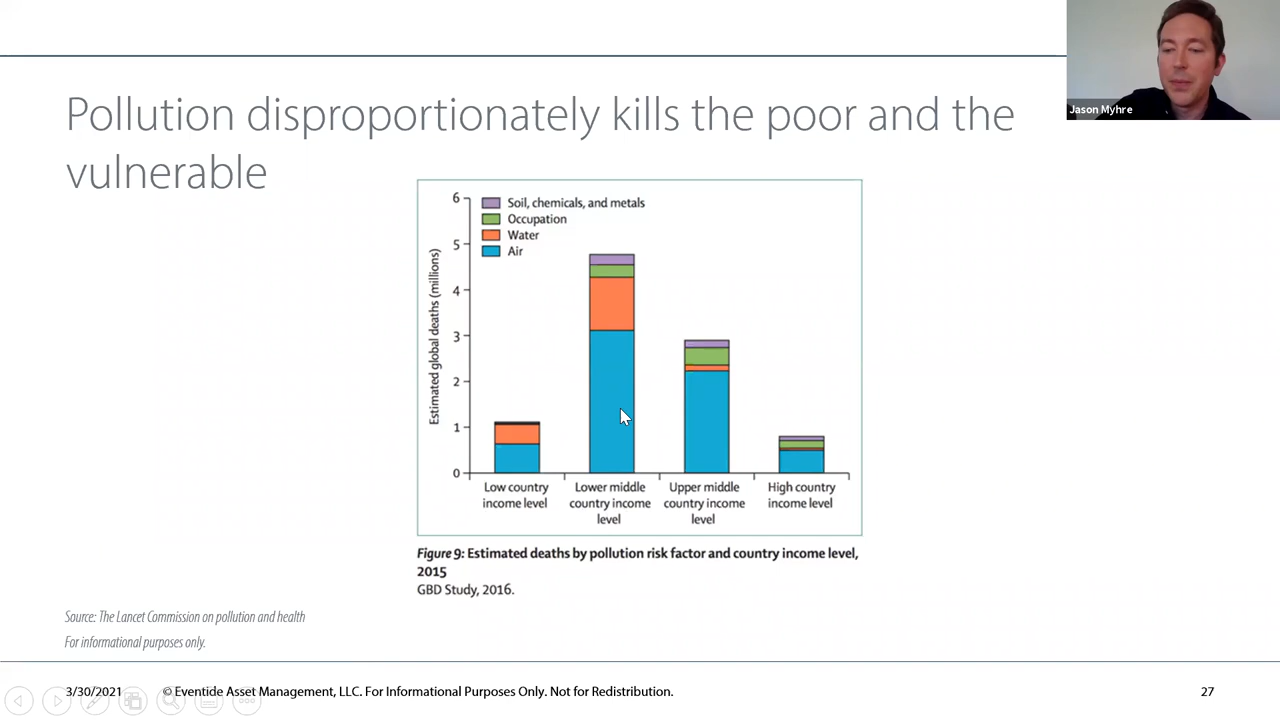 Jason Myhre
Pollution disproportionately kills the poor and the
vulnerable
6
5
4
3
2
1
0
Estimated global deaths (millions)
Soil, chemicals, and metals
Occupation
Water
Air
Low country
income level
Lower middle
country income
level
Upper middle
country income
level
High country
income level
Figure 9: Estimated deaths by pollution risk factor and country income level,
2015
GBD Study, 2016.
Source: The Lancet Commission on pollution and health
For informational purposes only.
3/30/2021 © Eventide Asset Management, LLC. For Informational Purposes Only. Not for Redistribution. 27